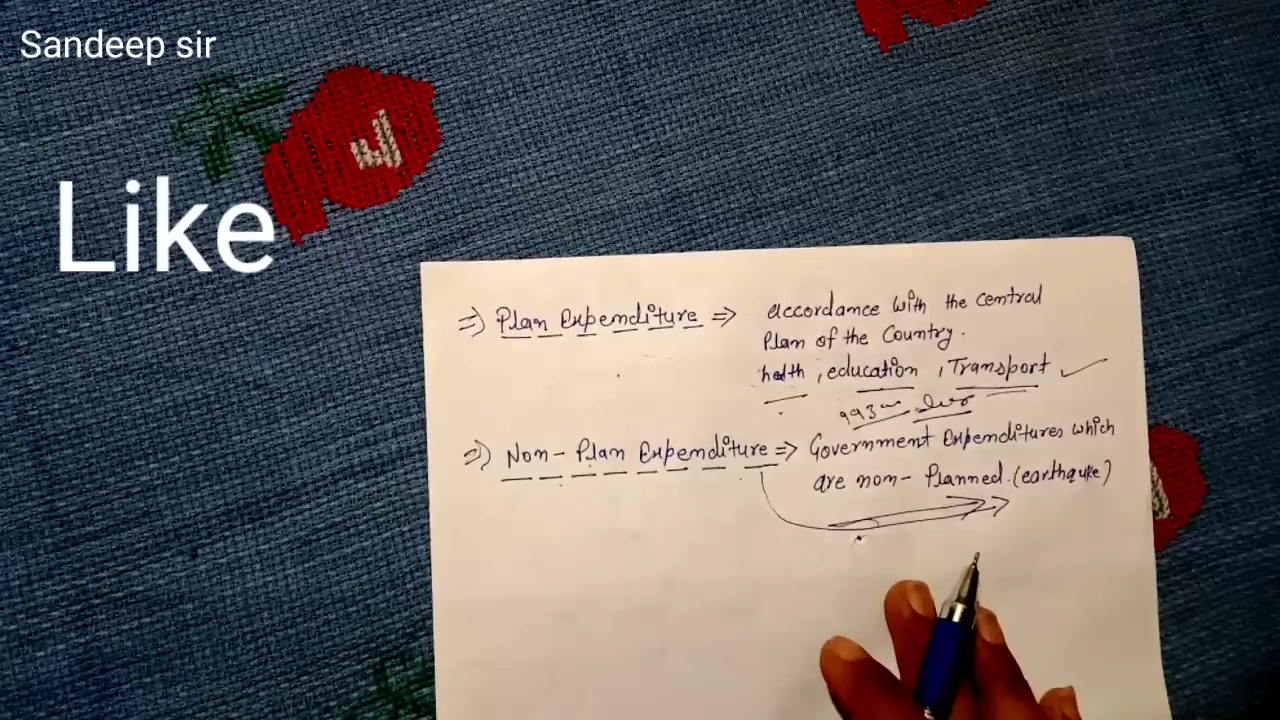 Sandeep sir
Like
=) Plan Expenditure => accordance with the central
Plan of the Country.
health, education, Transport
=) Non-Plan Expenditure => Government Expenditures which
are non-Planned. (earthquke)